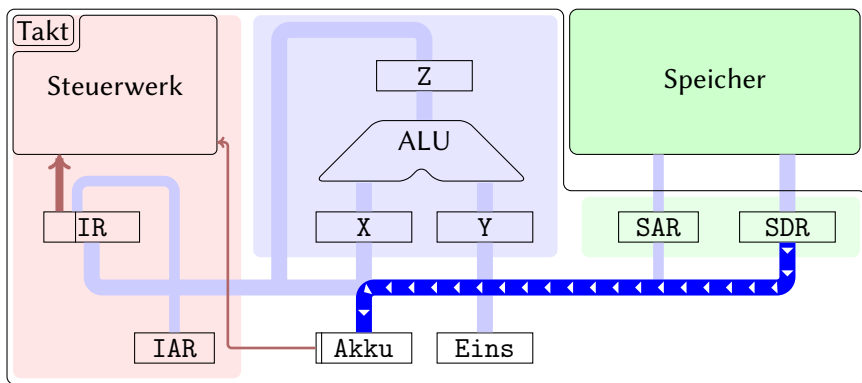 Takt
Steuerwerk
Z
Speicher
ALU
IR
X
Y
SAR
SDR
IAR
Akku
Eins